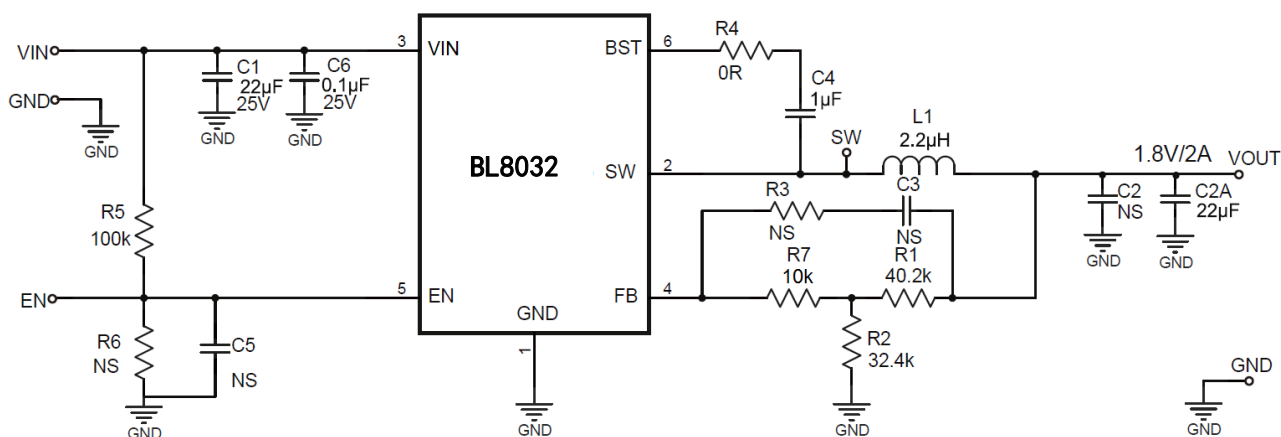 VIN
GND
GND
C1
22µF
25V
GND
C6
0.1µF
25V
GND
3
VIN
BST
6
R4
0R
C4
1µF
BL8032
SW
2
SW
L1
2.2µH
1.8V/2A
VOUT
C2
NS
GND
C2A
22µF
GND
R3
NS
C3
NS
R5
100k
R7
10k
R1
40.2k
EN
5
EN
FB
4
GND
1
GND
R6
NS
C5
NS
GND
R2
32.4k
GND
GND
GND